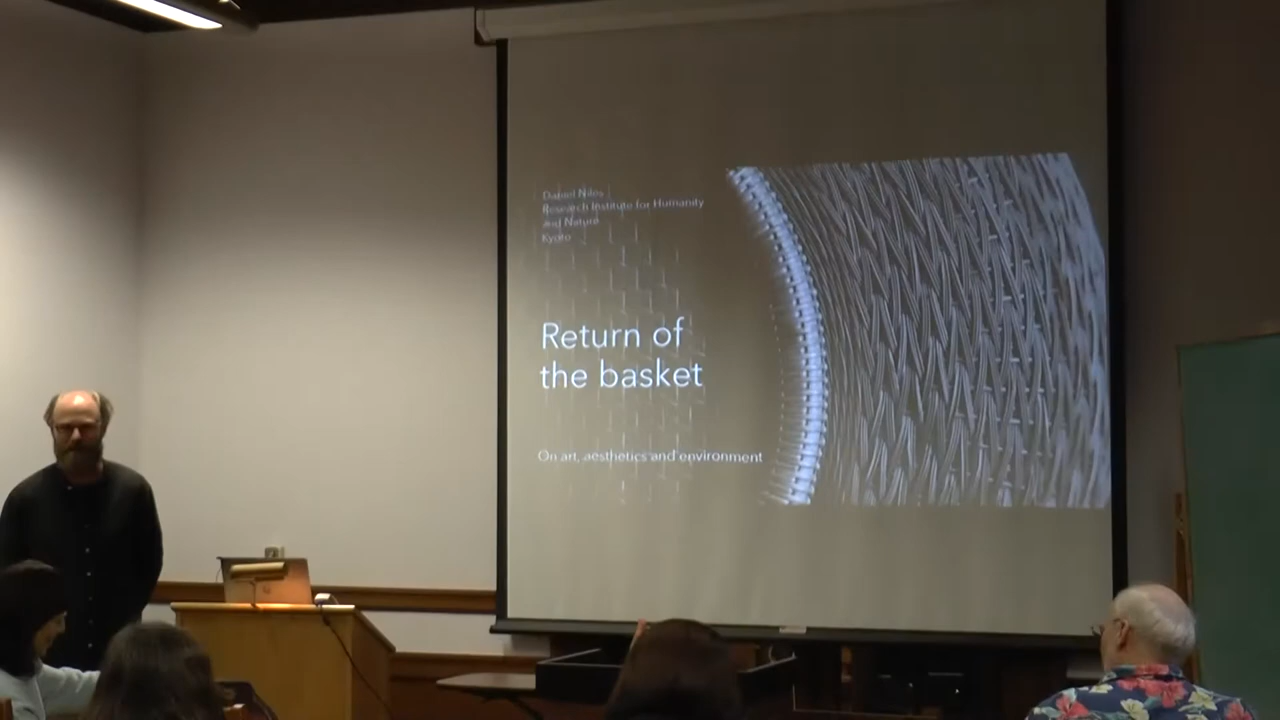 Daniel Niles
Research Institute for Humanity
and Nature
Kyoto
Return of
the basket
On art, aesthetics and environment